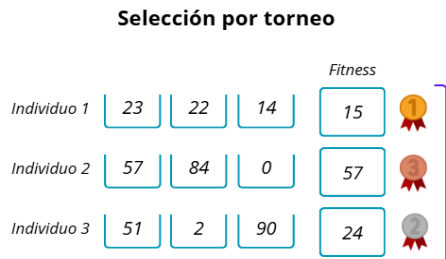 Selección por torneo
Fitness
Individuo 1 23 22 14 15 1
Individuo 2 57 84 0 57 3
Individuo 3 51 2 90 24 2